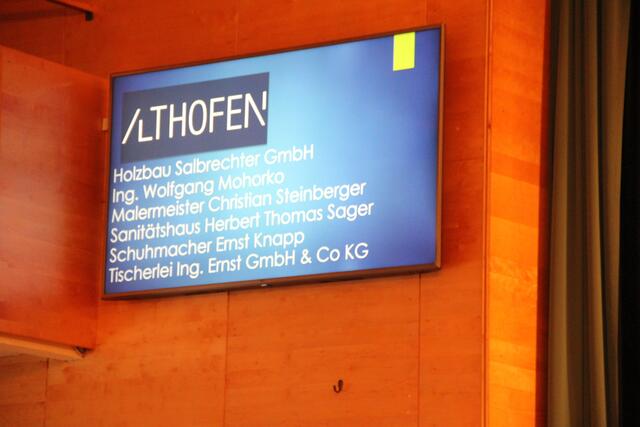 ALTHOFEN
Holzbau Salbrechter GmbH
Ing. Wolfgang Mohorko
Malermeister Christian Steinberger
Sanitätshaus Herbert Thomas Sager
Schuhmacher Ernst Knapp
Tischerlei Ing. Ernst GmbH & Co KG